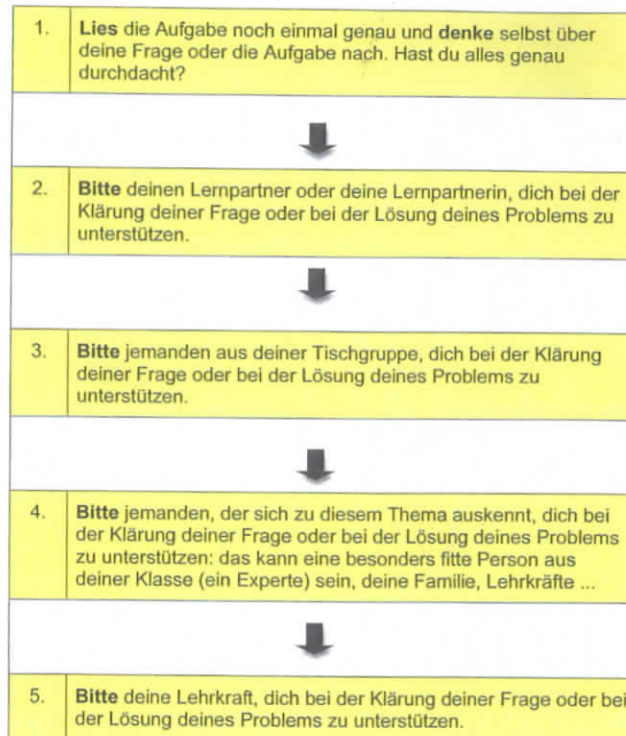 1. Lies die Aufgabe noch einmal genau und denke selbst über
deine Frage oder die Aufgabe nach. Hast du alles genau
durchdacht?
2. Bitte deinen Lernpartner oder deine Lernpartnerin, dich bei der
Klärung deiner Frage oder bei der Lösung deines Problems zu
unterstützen.
3. Bitte jemanden aus deiner Tischgruppe, dich bei der Klärung
deiner Frage oder bei der Lösung deines Problems zu
unterstützen.
4. Bitte jemanden, der sich zu diesem Thema auskennt, dich bei
der Klärung deiner Frage oder bei der Lösung deines Problems
zu unterstützen: das kann eine besonders fitte Person aus
deiner Klasse (ein Experte) sein, deine Familie, Lehrkräfte ...
5. Bitte deine Lehrkraft, dich bei der Klärung deiner Frage oder bei
der Lösung deines Problems zu unterstützen.